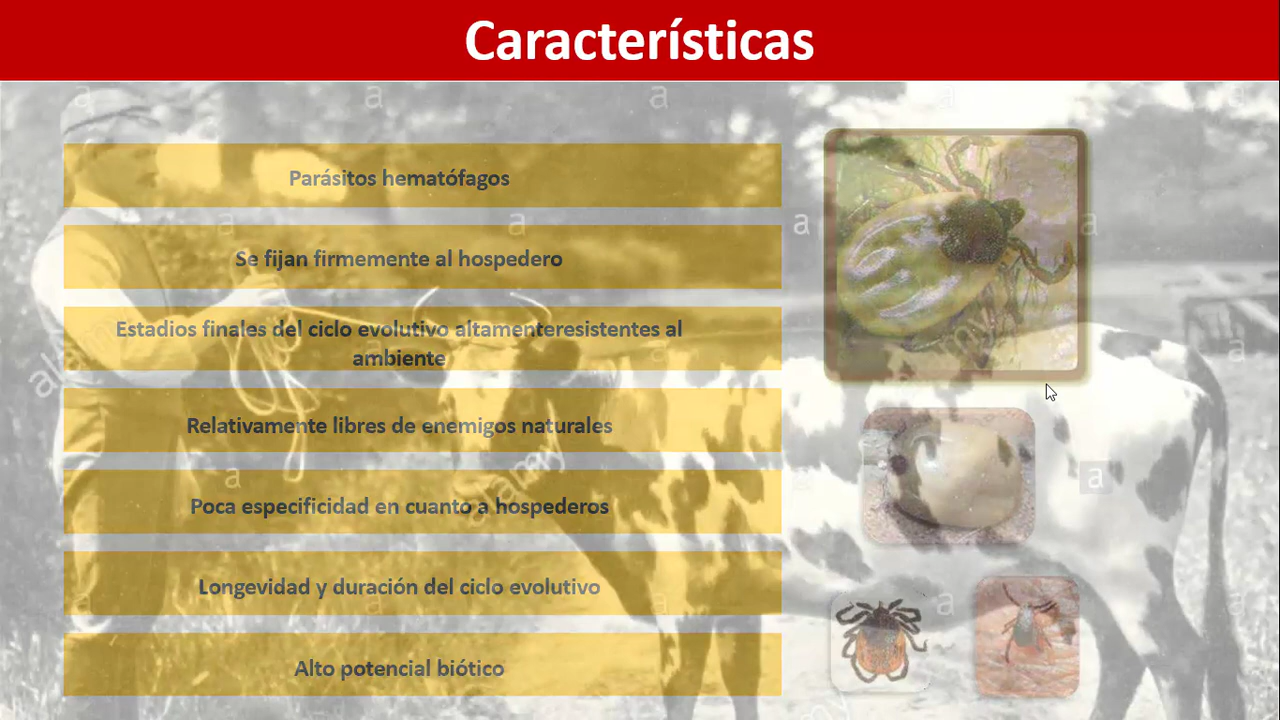 Características
Parásitos hematófagos
Se fijan firmemente al hospedero
Estadios finales del ciclo evolutivo altamenteresistentes al
ambiente
Relativamente libres de enemigos naturales
Poca especificidad en cuanto a hospederos
Longevidad y duración del ciclo evolutivo
Alto potencial biótico